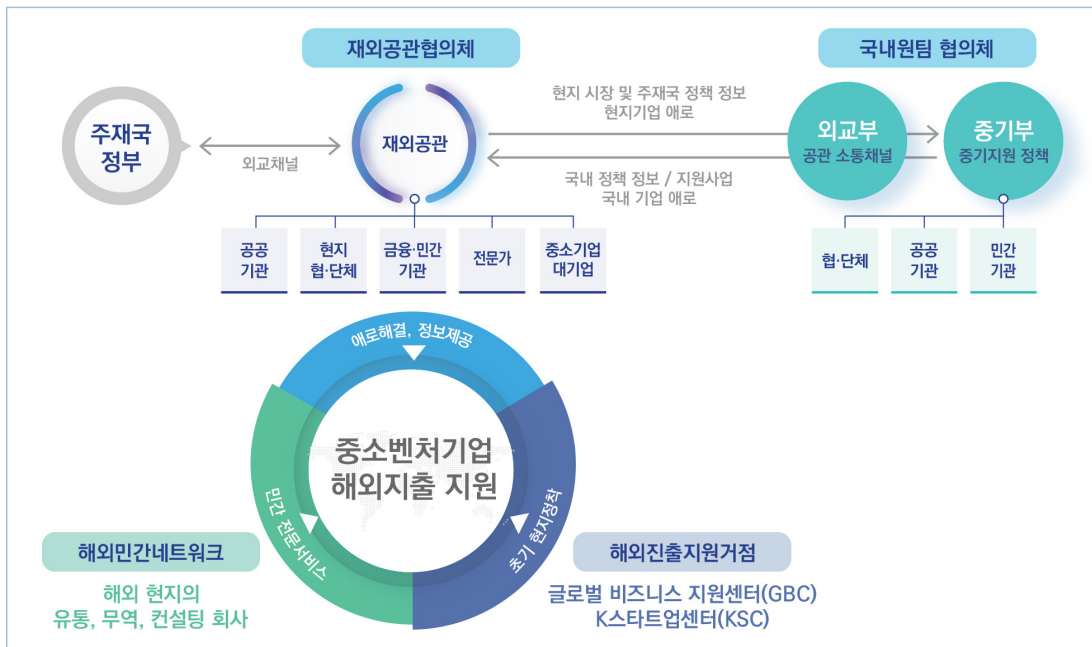 재외공관협의체
국내원팀 협의체
주재국
정부
외교채널
재외공관
현지 시장 및 주재국 정책 정보
현지기업 애로
국내 정책 정보 / 지원사업
국내 기업 애로
외교부
공관 소통채널
중기부
중기지원 정책
공공
기관
현지
협·단체
금융·민간
기관
전문가
중소기업
대기업
협·단체
공공
기관
민간
기관
애로해결, 정보제공
중소벤처기업
해외지출 지원
민간 전문서비스
초기 현지정착
해외민간네트워크
해외 현지의
유통, 무역, 컨설팅 회사
해외진출지원거점
글로벌 비즈니스 지원센터(GBC)
K스타트업센터(KSC)